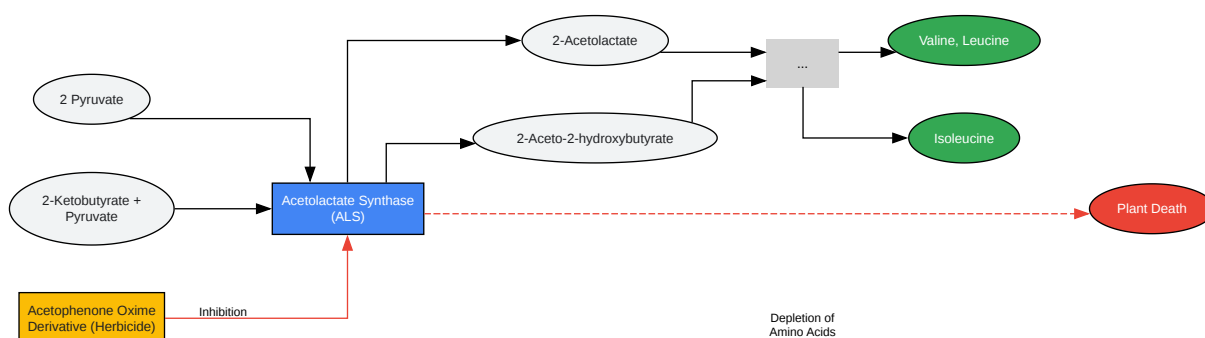 2-Acetolactate
Valine, Leucine
...
2 Pyruvate
2-Aceto-2-hydroxybutyrate
Isoleucine
2-Ketobutyrate +
Pyruvate
Acetolactate Synthase
(ALS)
Plant Death
Acetophenone Oxime
Derivative (Herbicide)
Inhibition
Depletion of
Amino Acids